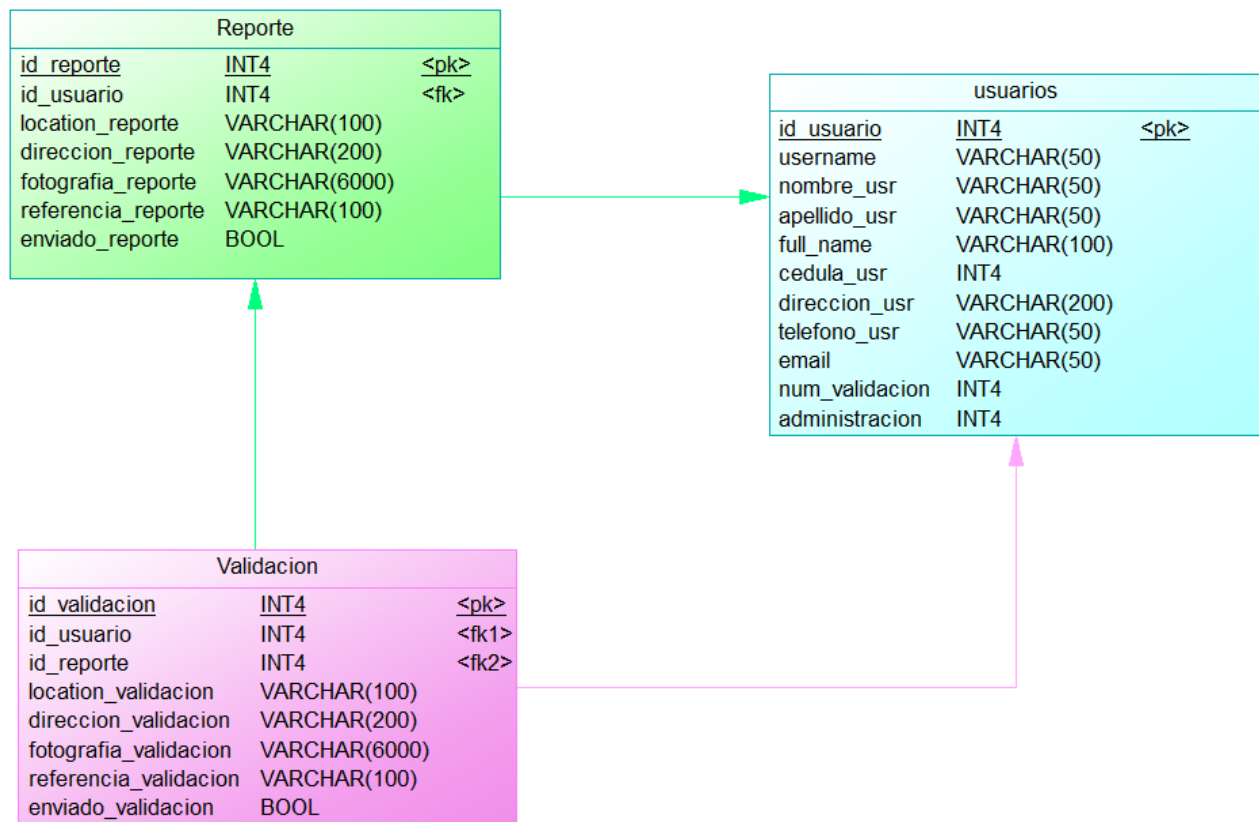 Reporte
id_reporte INT4 <pk>
id_usuario INT4 <fk>
location_reporte VARCHAR(100)
direccion_reporte VARCHAR(200)
fotografia_reporte VARCHAR(6000)
referencia_reporte VARCHAR(100)
enviado_reporte BOOL
usuarios
id_usuario INT4 <pk>
username VARCHAR(50)
nombre_usr VARCHAR(50)
apellido_usr VARCHAR(50)
full_name VARCHAR(100)
cedula_usr INT4
direccion_usr VARCHAR(200)
telefono_usr VARCHAR(50)
email VARCHAR(50)
num_validacion INT4
administracion INT4
Validacion
id_validacion INT4 <pk>
id_usuario INT4 <fk1>
id_reporte INT4 <fk2>
location_validacion VARCHAR(100)
direccion_validacion VARCHAR(200)
fotografia_validacion VARCHAR(6000)
referencia_validacion VARCHAR(100)
enviado_validacion BOOL